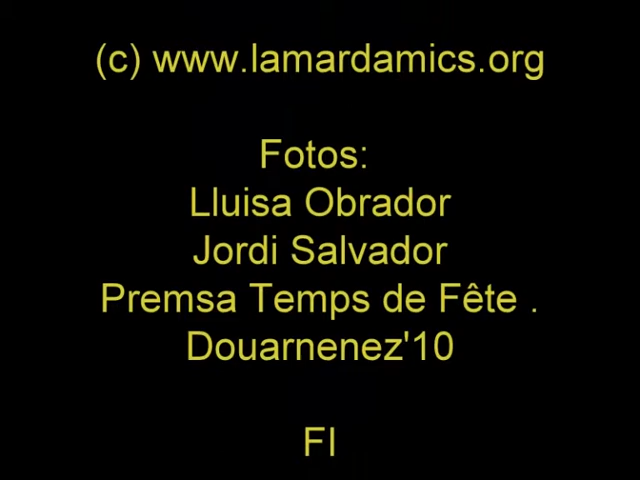 (c) www.lamardamics.org
Fotos:
Lluisa Obrador
Jordi Salvador
Premsa Temps de Fête .
Douarnenez'10
FI